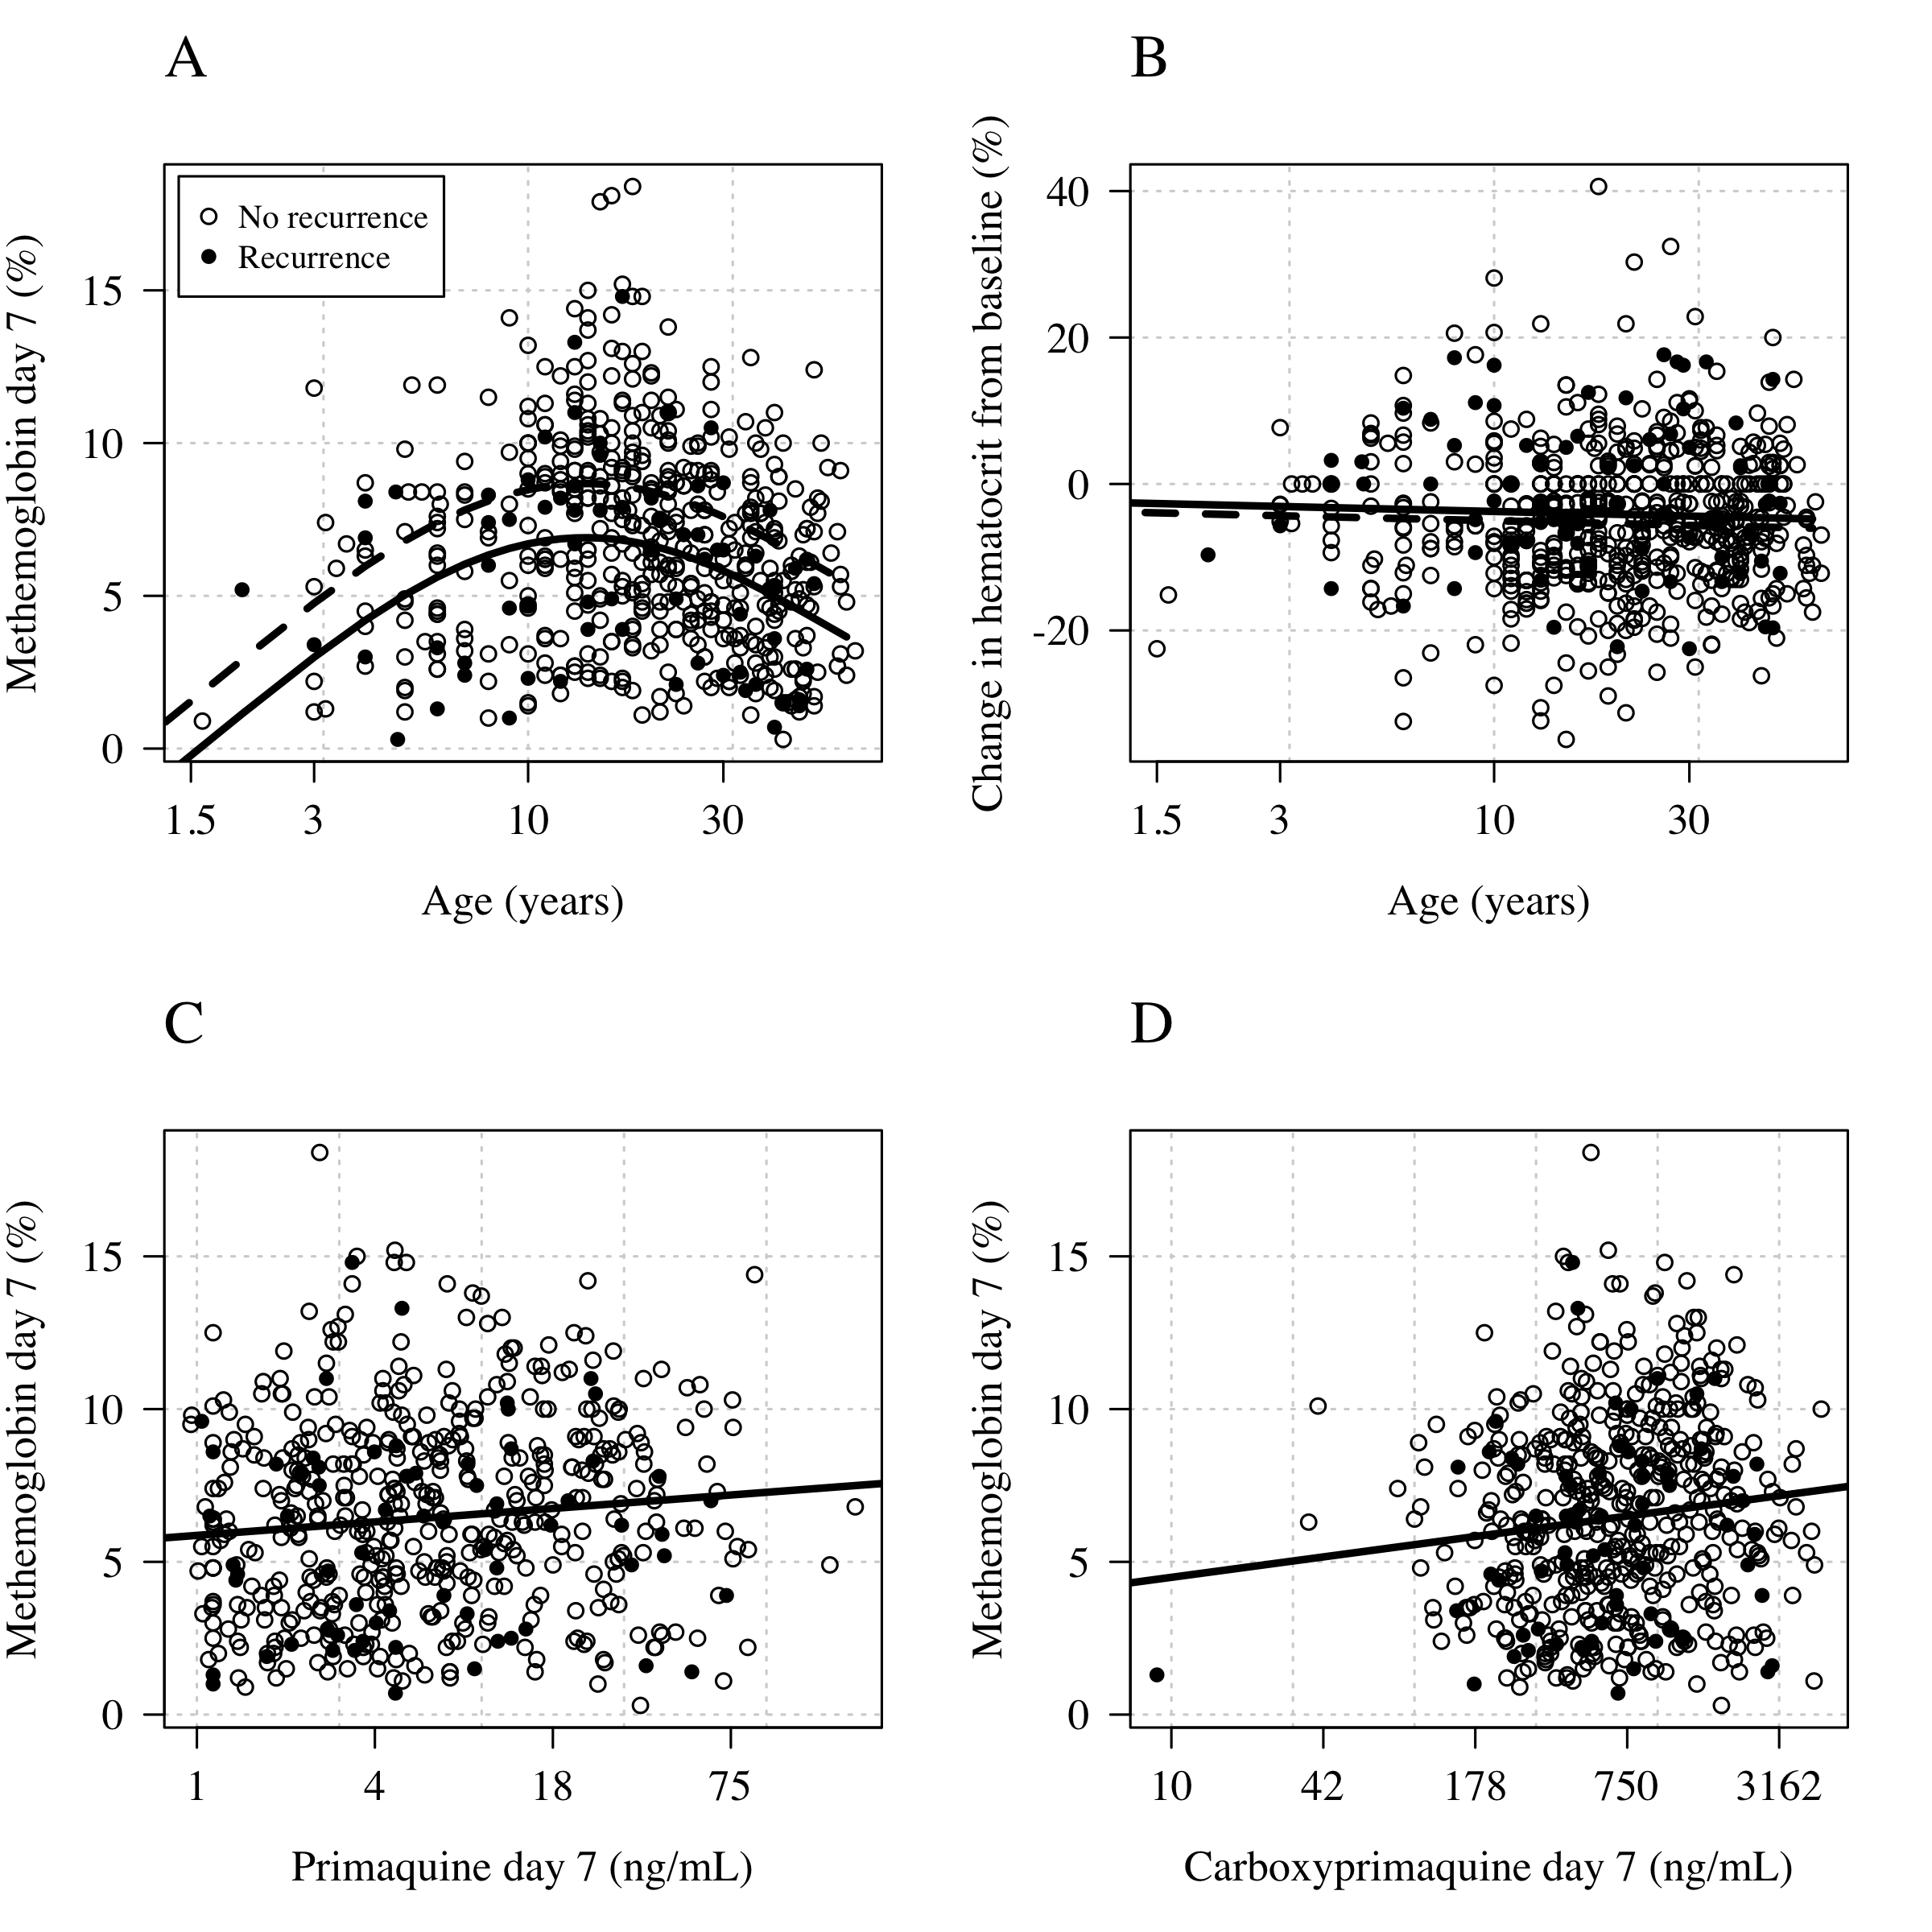 A
Methemoglobin day 7 (%)
No recurrence
Recurrence
15
10
5
0
1.5 3 10 30
Age (years)
B
Change in hematocrit from baseline (%)
40
20
0
-20
1.5 3 10 30
Age (years)
C
Methemoglobin day 7 (%)
15
10
5
0
1 4 18 75
Primaquine day 7 (ng/mL)
D
Methemoglobin day 7 (%)
15
10
5
0
10 42 178 750 3162
Carboxyprimaquine day 7 (ng/mL)